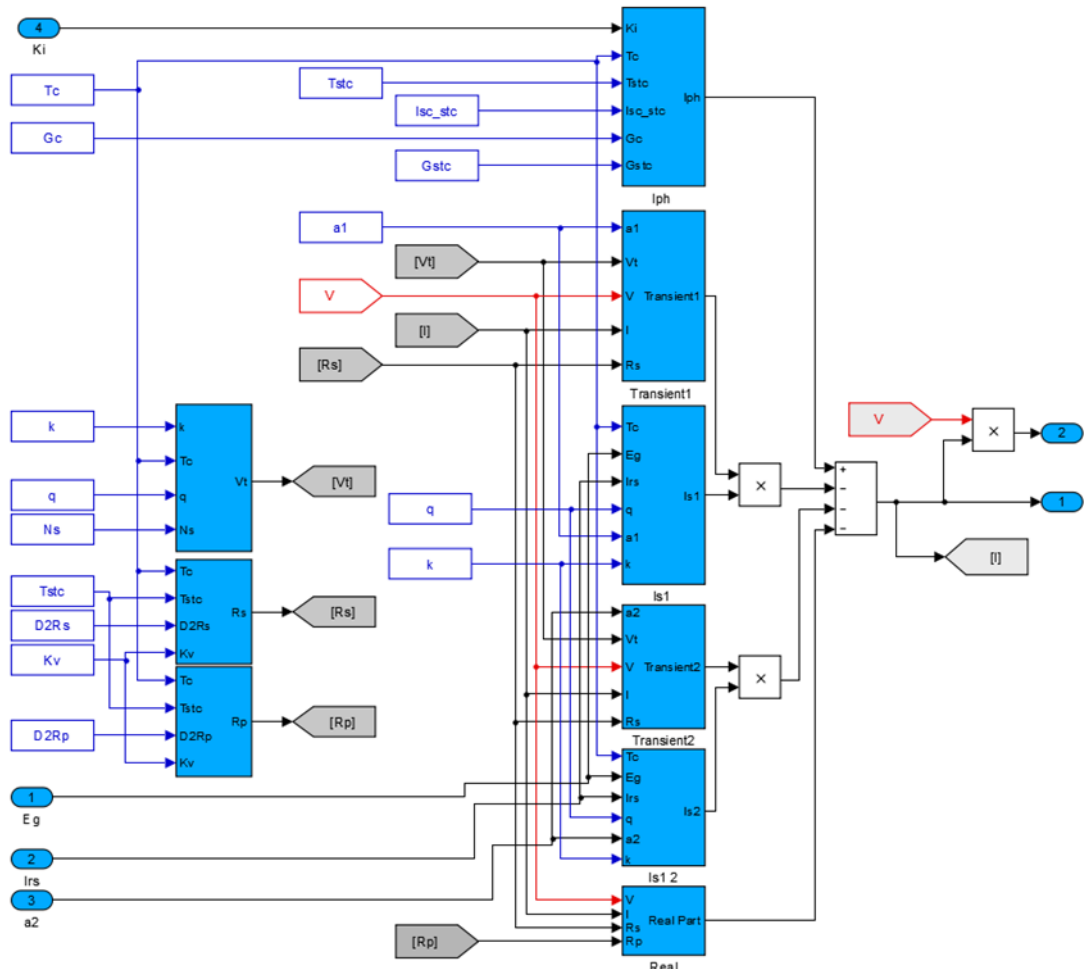 4
Ki
Tc
Gc
Tstc
Isc_stc
Gstc
Ki
Tc
Tstc
Isc_stc
Gc
Gstc
Iph
Iph
a1
[Vt]
V
[I]
[Rs]
a1
Vt
V
I
Rs
Transient1
Transient1
k
q
Ns
k
Tc
q
Ns
Vt
[Vt]
q
k
Tc
Eg
Irs
q
a1
k
Is1
Is1
×
V
×
2
+
−
−
−
1
[I]
Tstc
D2Rs
Kv
Tc
Tstc
D2Rs
Kv
Rs
[Rs]
D2Rp
Tc
Tstc
D2Rp
Kv
Rp
[Rp]
a2
Vt
V
I
Rs
Transient2
Transient2
×
1
Eg
2
Irs
3
a2
Tc
Eg
Irs
q
a2
k
Is2
Is1 2
[Rp]
V
I
Rs
Rp
Real Part
Real